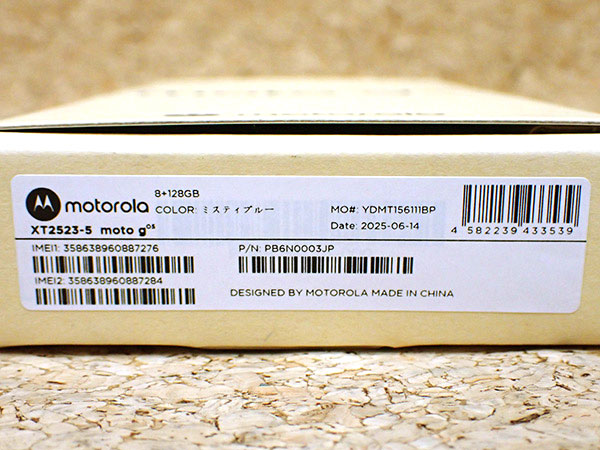 motorola
8+128GB
COLOR: ミスティブルー
MO#: YDMT156111BP
XT2523-5 moto g05
Date: 2025-06-14
4 582239 433539
IMEI1: 358638960887276
P/N: PB6N0003JP
IMEI2: 358638960887284
DESIGNED BY MOTOROLA MADE IN CHINA